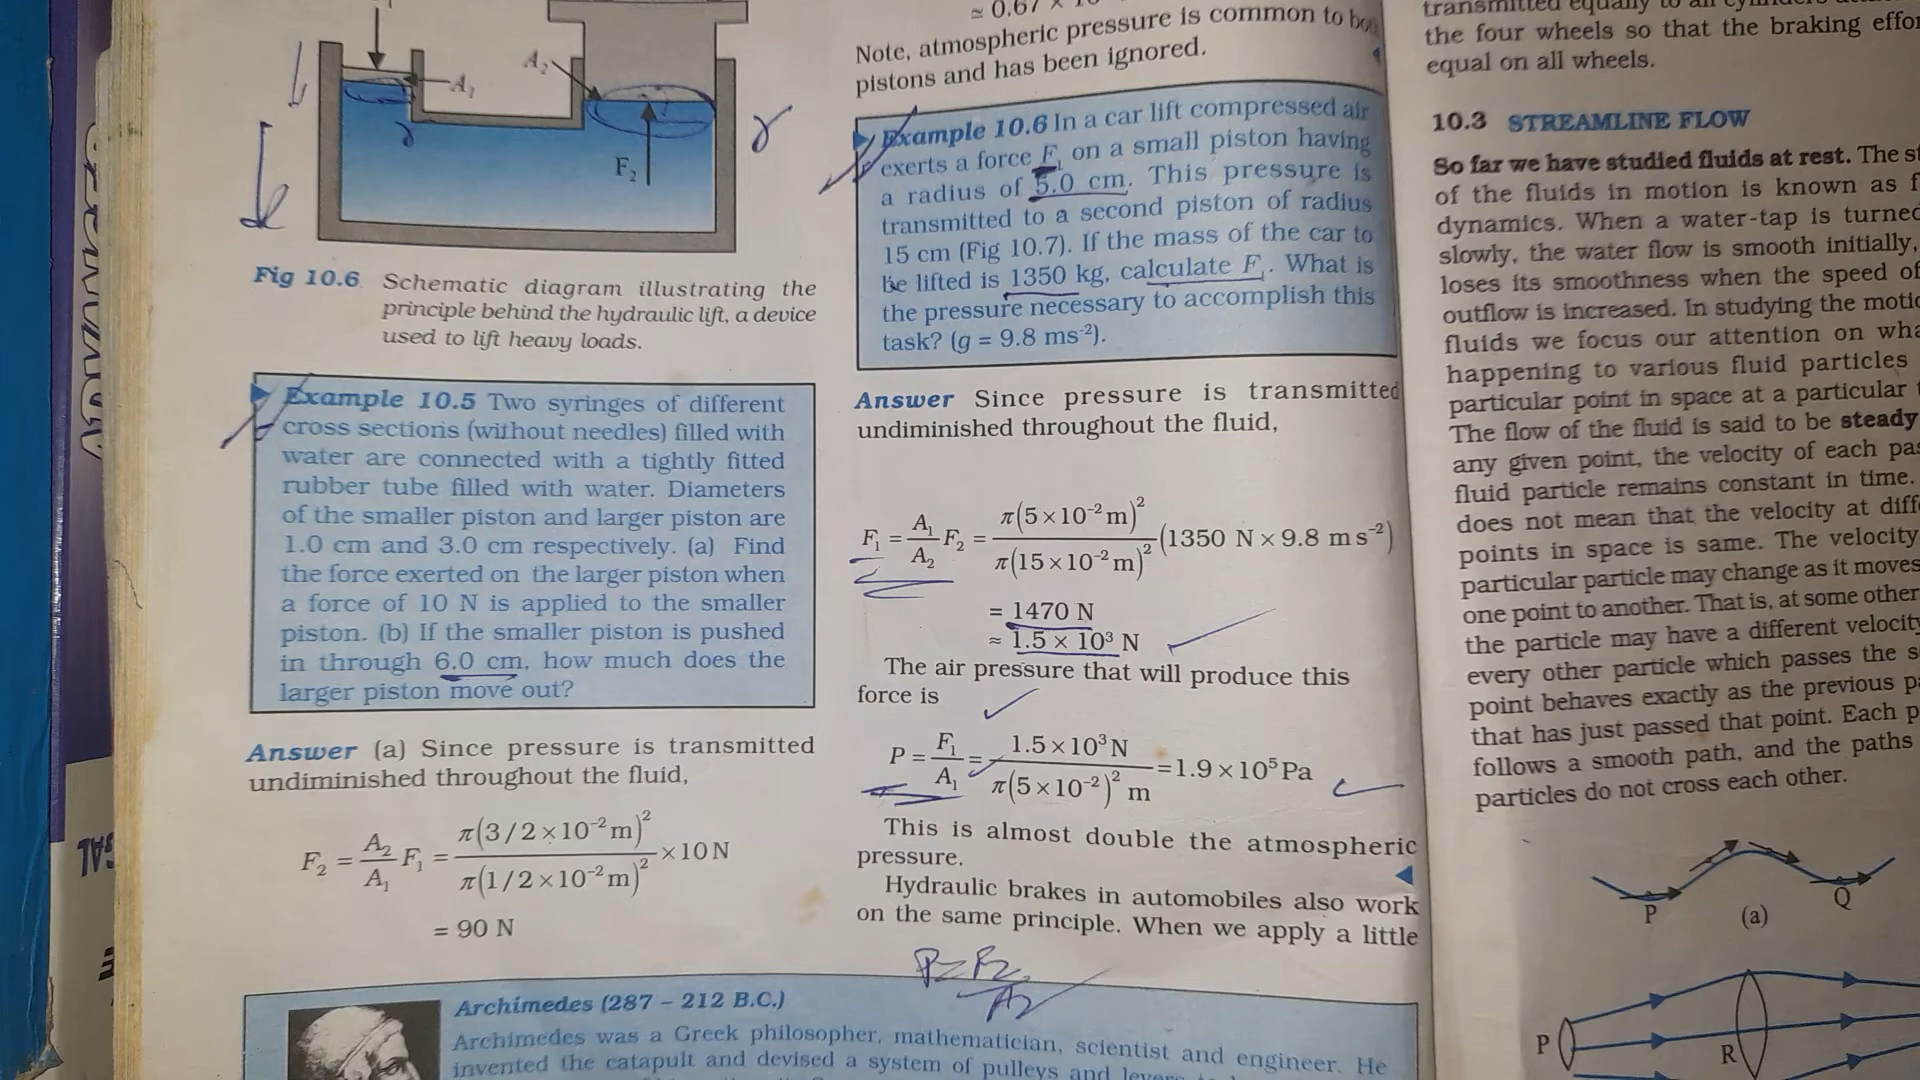 A₁
A₂
F₂
r
r
Fig 10.6 Schematic diagram illustrating the
principle behind the hydraulic lift, a device
used to lift heavy loads.
Example 10.5 Two syringes of different
cross sections (without needles) filled with
water are connected with a tightly fitted
rubber tube filled with water. Diameters
of the smaller piston and larger piston are
1.0 cm and 3.0 cm respectively. (a) Find
the force exerted on the larger piston when
a force of 10 N is applied to the smaller
piston. (b) If the smaller piston is pushed
in through 6.0 cm, how much does the
larger piston move out?
Answer (a) Since pressure is transmitted
undiminished throughout the fluid,
F₂ = A₂/A₁ F₁ = π(3/2×10⁻² m)²/π(1/2×10⁻² m)² ×10 N
= 90 N
≃ 0.67 ×
Note, atmospheric pressure is common to
pistons and has been ignored.
Example 10.6 In a car lift compressed air
exerts a force F₁ on a small piston having
a radius of 5.0 cm. This pressure is
transmitted to a second piston of radius
15 cm (Fig 10.7). If the mass of the car to
be lifted is 1350 kg, calculate F₁. What is
the pressure necessary to accomplish this
task? (g = 9.8 ms⁻²).
Answer Since pressure is transmitted
undiminished throughout the fluid,
F₁ = A₁/A₂ F₂ = π(5×10⁻² m)²/π(15×10⁻² m)² (1350 N × 9.8 m s⁻²)
= 1470 N
≈ 1.5 × 10³ N
The air pressure that will produce this
force is
P = F₁/A₁ = 1.5×10³ N/π(5×10⁻²)² m =1.9×10⁵ Pa
This is almost double the atmospheric
pressure.
Hydraulic brakes in automobiles also work
on the same principle. When we apply a little
P=F₂/A₂
Archimedes (287 – 212 B.C.)
Archimedes was a Greek philosopher, mathematician, scientist and engineer. He
invented the catapult and devised a system of pulleys and
transmitted equally to all
the four wheels so that the braking
equal on all wheels.
10.3 STREAMLINE FLOW
So far we have studied fluids at rest. The
of the fluids in motion is known as
dynamics. When a water-tap is turned
slowly, the water flow is smooth initially,
loses its smoothness when the speed of
outflow is increased. In studying the
fluids we focus our attention on
happening to various fluid particles
particular point in space at a particular
The flow of the fluid is said to be steady
any given point, the velocity of each
fluid particle remains constant in time.
does not mean that the velocity at
points in space is same. The velocity
particular particle may change as it moves
one point to another. That is, at some other
the particle may have a different velocity
every other particle which passes the
point behaves exactly as the previous
that has just passed that point. Each
follows a smooth path, and the paths
particles do not cross each other.
P
(a)
Q
P
R